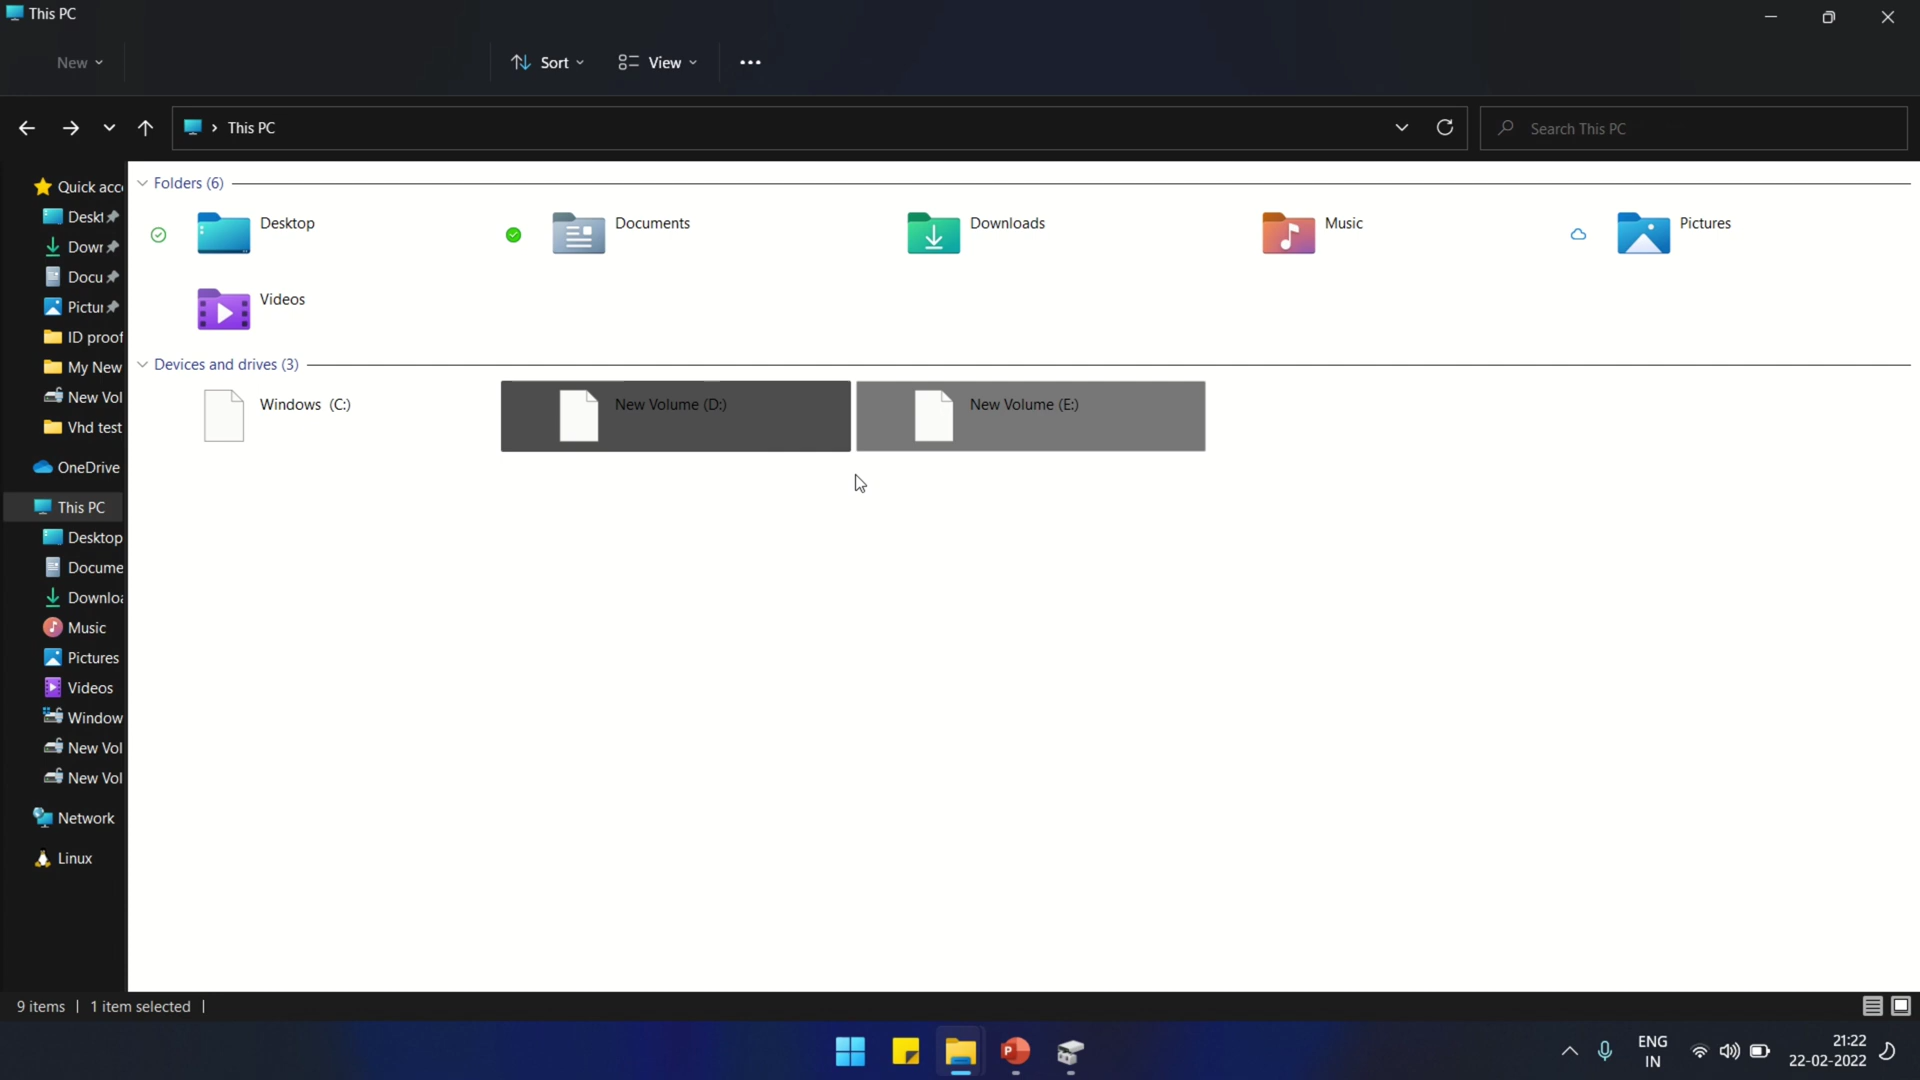 This PC
New
Sort
View
This PC
Search This PC
Quick acc
Deskt
Dowr
Docu
Pictur
ID proof
My New
New Vol
Vhd test
OneDrive
This PC
Desktop
Docume
Downloa
Music
Pictures
Videos
Window
New Vol
New Vol
Network
Linux
Folders (6)
Desktop
Documents
Downloads
Music
Pictures
Videos
Devices and drives (3)
Windows (C:)
New Volume (D:)
New Volume (E:)
9 items
1 item selected
P
ENG
IN
21:22
22-02-2022